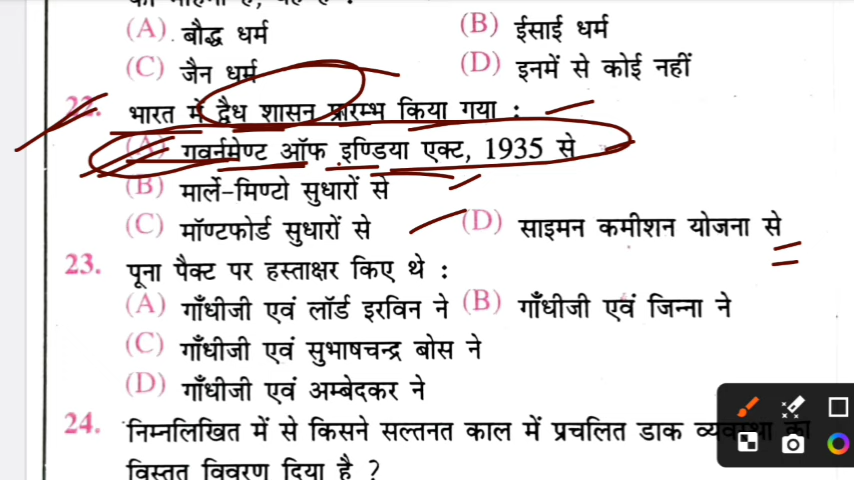 (A) बौद्ध धर्म (B) ईसाई धर्म
(C) जैन धर्म (D) इनमें से कोई नहीं
22. भारत में द्वैध शासन प्रारम्भ किया गया :
(A) गवर्नमेण्ट ऑफ इण्डिया एक्ट, 1935 से
(B) मार्ले-मिण्टो सुधारों से
(C) मॉण्टफोर्ड सुधारों से (D) साइमन कमीशन योजना से
23. पूना पैक्ट पर हस्ताक्षर किए थे :
(A) गाँधीजी एवं लॉर्ड इरविन ने (B) गाँधीजी एवं जिन्ना ने
(C) गाँधीजी एवं सुभाषचन्द्र बोस ने
(D) गाँधीजी एवं अम्बेदकर ने
24. निम्नलिखित में से किसने सल्तनत काल में प्रचलित डाक व्यवस्था का
विस्तृत विवरण दिया है ?